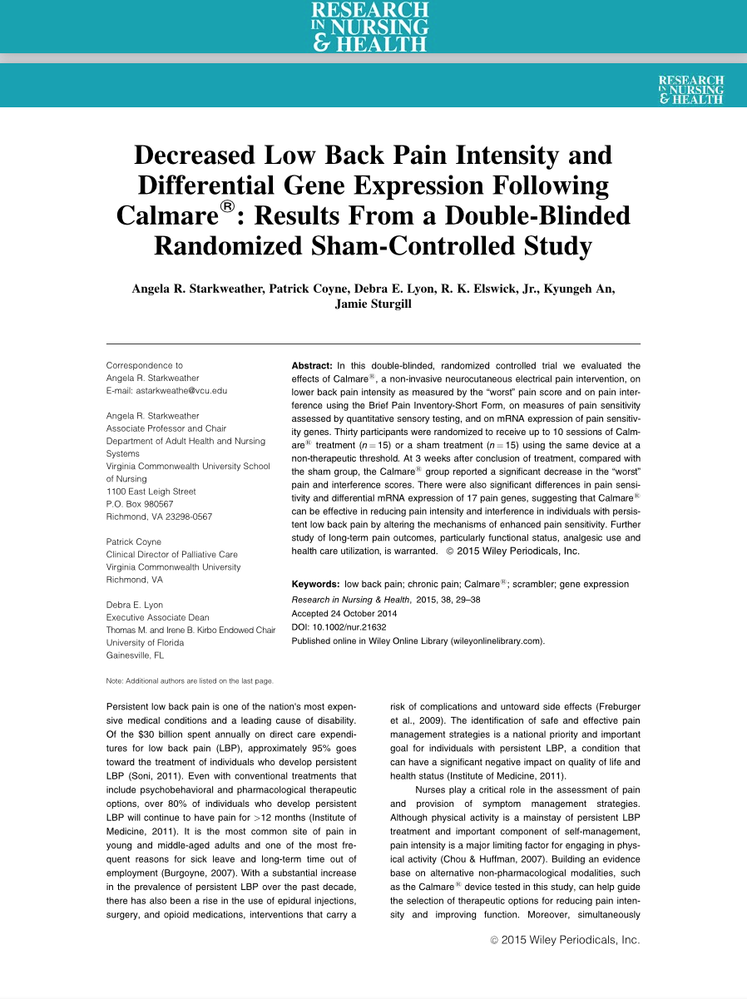 RESEARCH
IN NURSING
& HEALTH
RESEARCH
IN NURSING
& HEALTH
Decreased Low Back Pain Intensity and
Differential Gene Expression Following
Calmare®: Results From a Double-Blinded
Randomized Sham-Controlled Study
Angela R. Starkweather, Patrick Coyne, Debra E. Lyon, R. K. Elswick, Jr., Kyungeh An,
Jamie Sturgill
Correspondence to
Angela R. Starkweather
E-mail: astarkweathe@vcu.edu
Angela R. Starkweather
Associate Professor and Chair
Department of Adult Health and Nursing
Systems
Virginia Commonwealth University School
of Nursing
1100 East Leigh Street
P.O. Box 980567
Richmond, VA 23298-0567
Patrick Coyne
Clinical Director of Palliative Care
Virginia Commonwealth University
Richmond, VA
Debra E. Lyon
Executive Associate Dean
Thomas M. and Irene B. Kirbo Endowed Chair
University of Florida
Gainesville, FL
Note: Additional authors are listed on the last page.
Abstract: In this double-blinded, randomized controlled trial we evaluated the
effects of Calmare®, a non-invasive neurocutaneous electrical pain intervention, on
lower back pain intensity as measured by the “worst” pain score and on pain inter-
ference using the Brief Pain Inventory-Short Form, on measures of pain sensitivity
assessed by quantitative sensory testing, and on mRNA expression of pain sensitiv-
ity genes. Thirty participants were randomized to receive up to 10 sessions of Calm-
are® treatment (n = 15) or a sham treatment (n = 15) using the same device at a
non-therapeutic threshold. At 3 weeks after conclusion of treatment, compared with
the sham group, the Calmare® group reported a significant decrease in the “worst”
pain and interference scores. There were also significant differences in pain sensi-
tivity and differential mRNA expression of 17 pain genes, suggesting that Calmare®
can be effective in reducing pain intensity and interference in individuals with persis-
tent low back pain by altering the mechanisms of enhanced pain sensitivity. Further
study of long-term pain outcomes, particularly functional status, analgesic use and
health care utilization, is warranted. © 2015 Wiley Periodicals, Inc.
Keywords: low back pain; chronic pain; Calmare®; scrambler; gene expression
Research in Nursing & Health, 2015, 38, 29–38
Accepted 24 October 2014
DOI: 10.1002/nur.21632
Published online in Wiley Online Library (wileyonlinelibrary.com).
Persistent low back pain is one of the nation's most expen-
sive medical conditions and a leading cause of disability.
Of the $30 billion spent annually on direct care expendi-
tures for low back pain (LBP), approximately 95% goes
toward the treatment of individuals who develop persistent
LBP (Soni, 2011). Even with conventional treatments that
include psychobehavioral and pharmacological therapeutic
options, over 80% of individuals who develop persistent
LBP will continue to have pain for >12 months (Institute of
Medicine, 2011). It is the most common site of pain in
young and middle-aged adults and one of the most fre-
quent reasons for sick leave and long-term time out of
employment (Burgoyne, 2007). With a substantial increase
in the prevalence of persistent LBP over the past decade,
there has also been a rise in the use of epidural injections,
surgery, and opioid medications, interventions that carry a
risk of complications and untoward side effects (Freburger
et al., 2009). The identification of safe and effective pain
management strategies is a national priority and important
goal for individuals with persistent LBP, a condition that
can have a significant negative impact on quality of life and
health status (Institute of Medicine, 2011).
Nurses play a critical role in the assessment of pain
and provision of symptom management strategies.
Although physical activity is a mainstay of persistent LBP
treatment and important component of self-management,
pain intensity is a major limiting factor for engaging in phys-
ical activity (Chou & Huffman, 2007). Building an evidence
base on alternative non-pharmacological modalities, such
as the Calmare® device tested in this study, can help guide
the selection of therapeutic options for reducing pain inten-
sity and improving function. Moreover, simultaneously
© 2015 Wiley Periodicals, Inc.